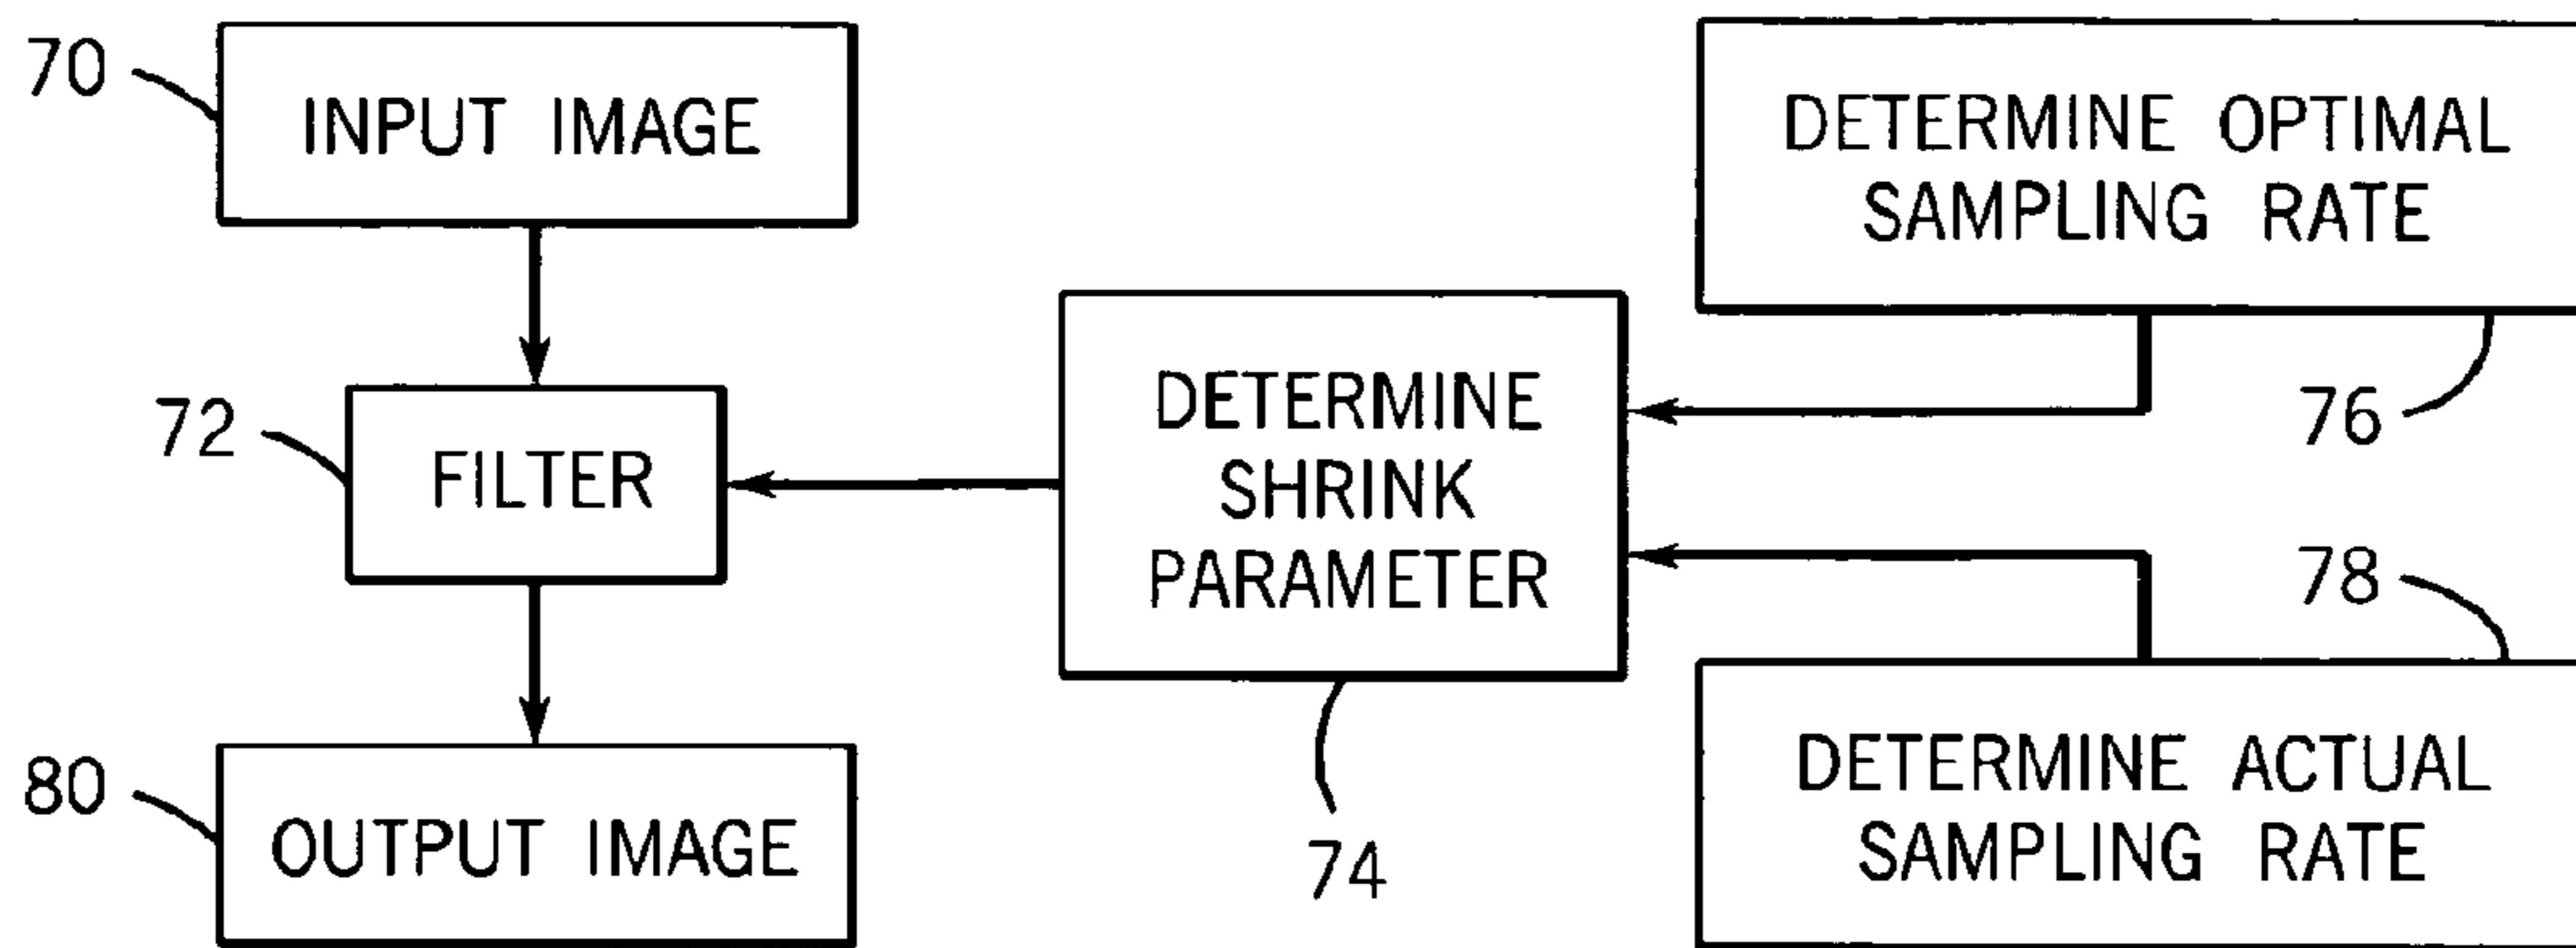 70
INPUT IMAGE
72
FILTER
80
OUTPUT IMAGE
DETERMINE
SHRINK
PARAMETER
74
DETERMINE OPTIMAL
SAMPLING RATE
76
78
DETERMINE ACTUAL
SAMPLING RATE